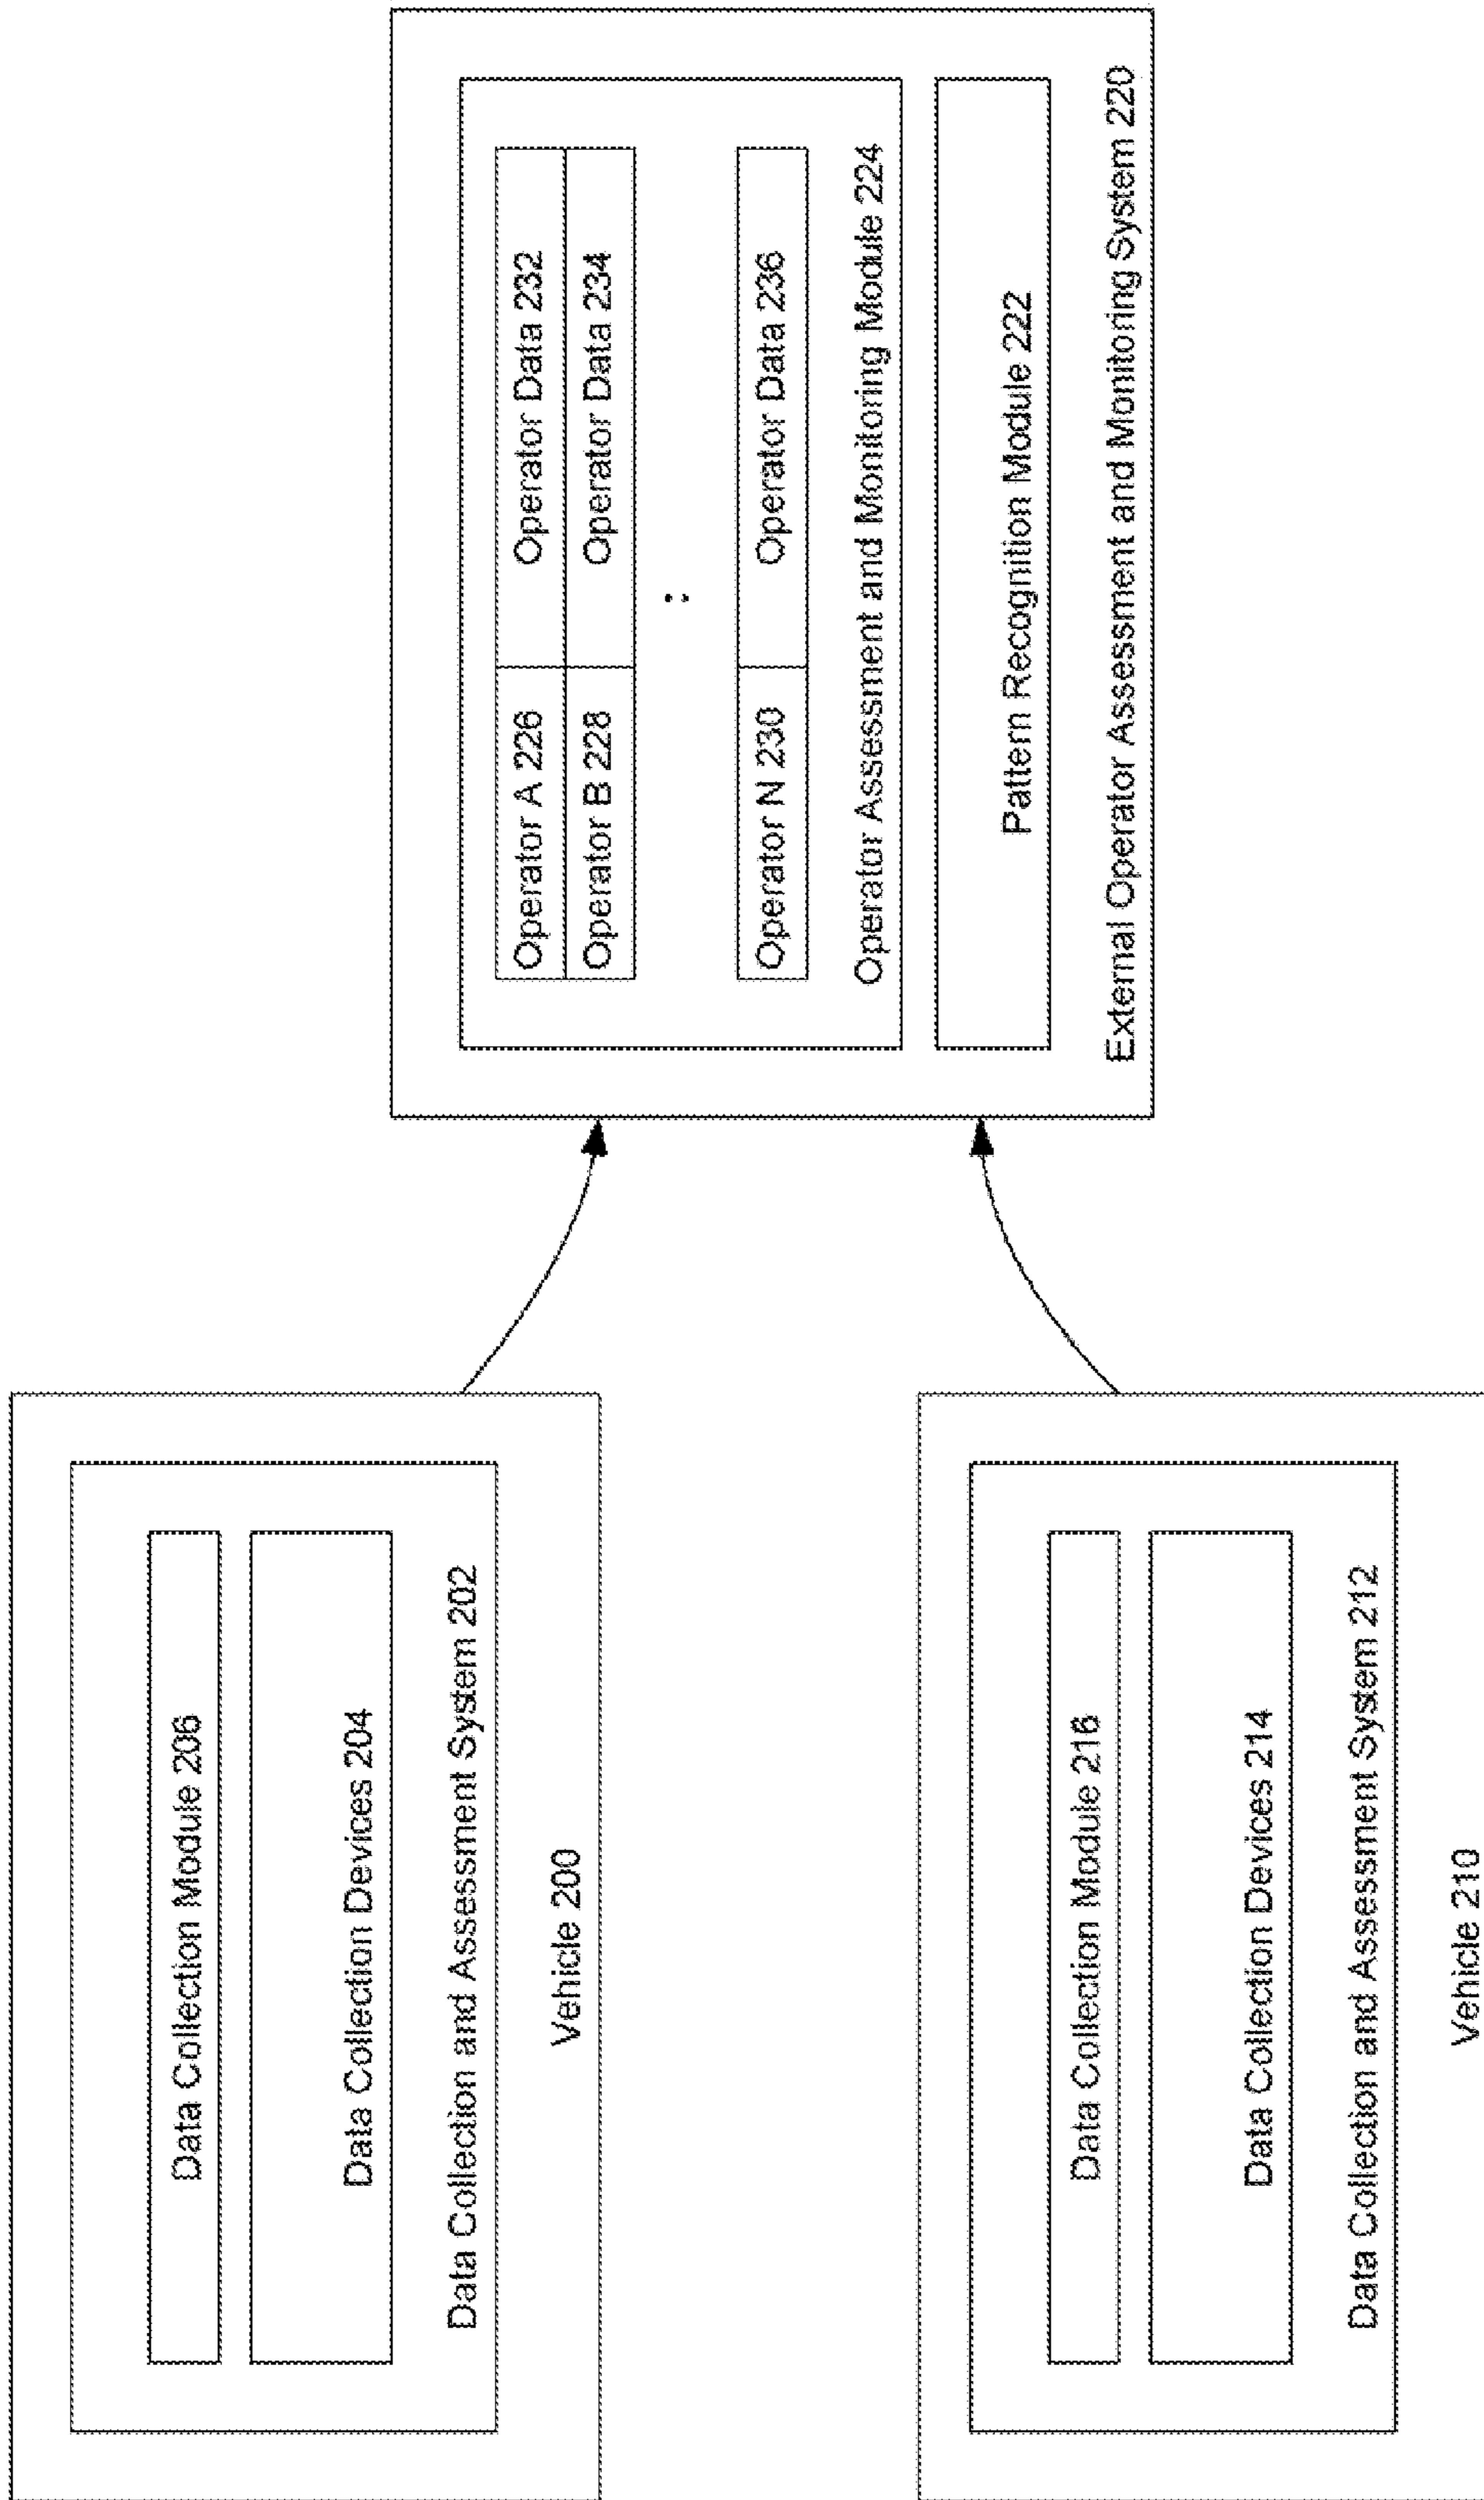 Data Collection Module 206
Data Collection Devices 204
Data Collection and Assessment System 202
Vehicle 200
Data Collection Module 216
Data Collection Devices 214
Data Collection and Assessment System 212
Vehicle 210
Operator A 226 Operator Data 232
Operator B 228 Operator Data 234
Operator N 230 Operator Data 236
Operator Assessment and Monitoring Module 224
Pattern Recognition Module 222
External Operator Assessment and Monitoring System 220